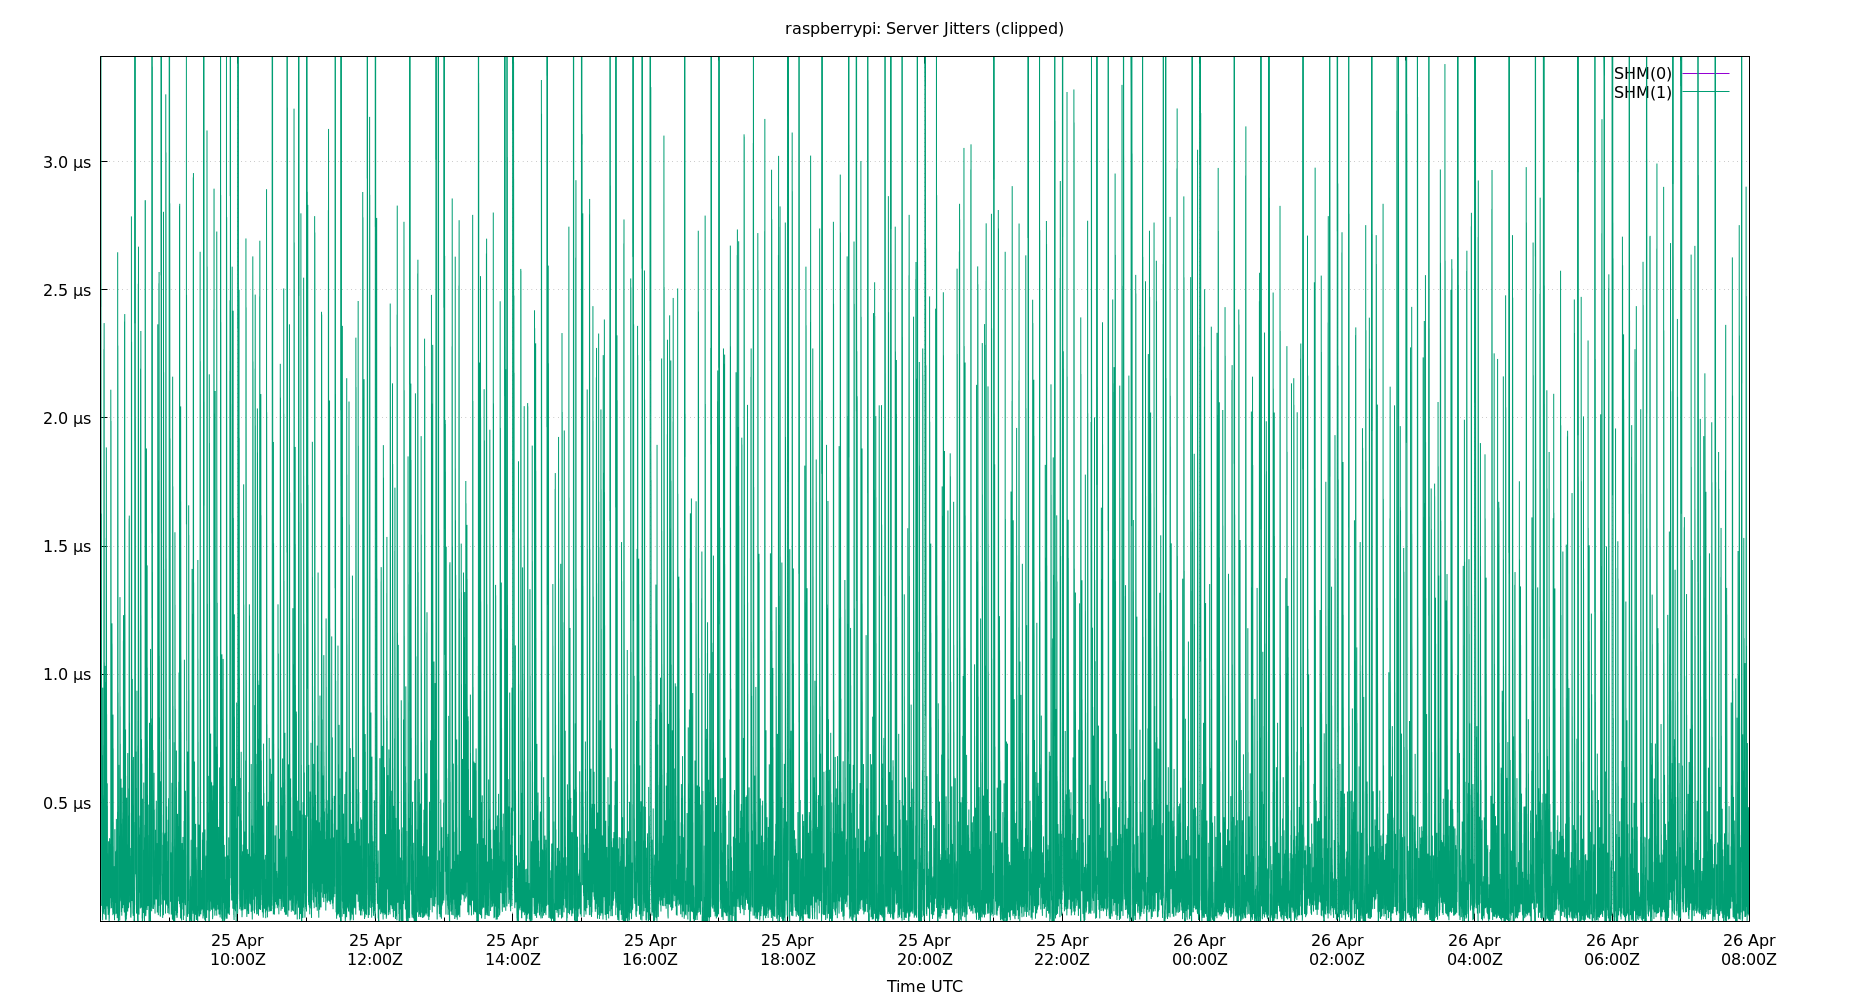 raspberrypi: Server Jitters (clipped)
SHM(0)
SHM(1)
3.0 µs
2.5 µs
2.0 µs
1.5 µs
1.0 µs
0.5 µs
25 Apr 25 Apr 25 Apr 25 Apr 25 Apr 25 Apr 25 Apr 26 Apr 26 Apr 26 Apr 26 Apr 26 Apr
10:00Z 12:00Z 14:00Z 16:00Z 18:00Z 20:00Z 22:00Z 00:00Z 02:00Z 04:00Z 06:00Z 08:00Z
Time UTC